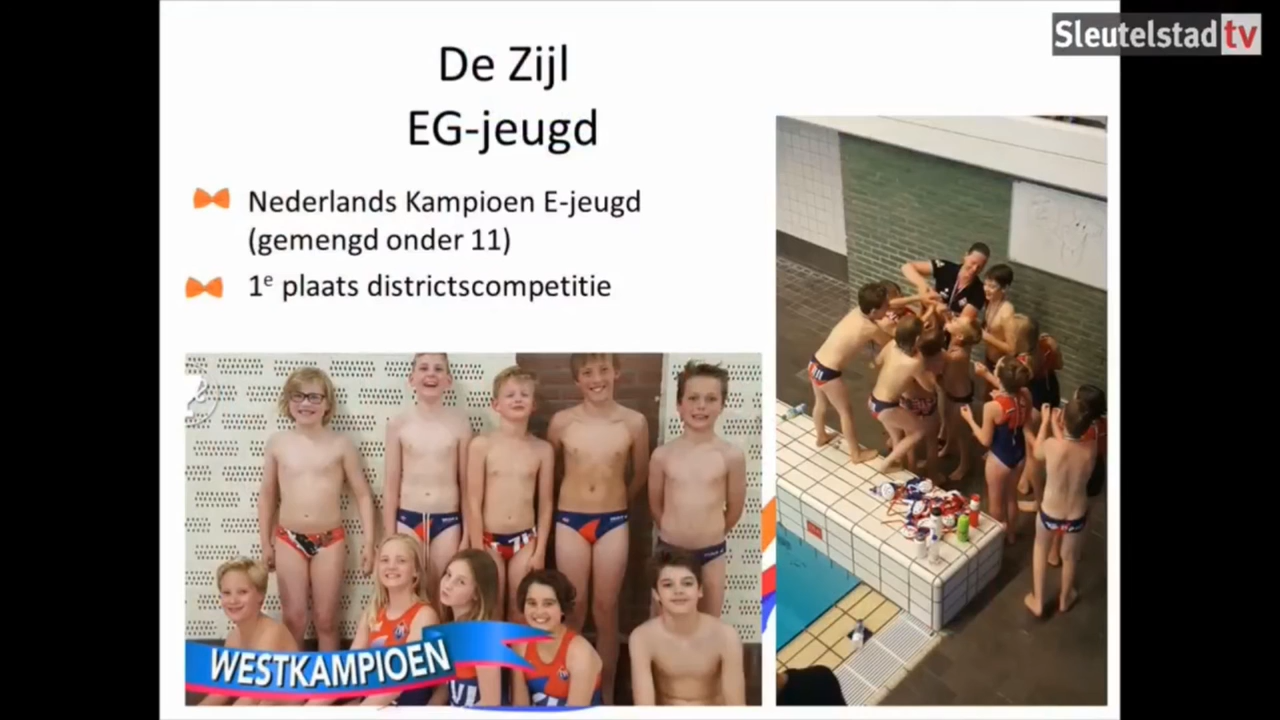 Sleutelstad tv
De Zijl
EG-jeugd
Nederlands Kampioen E-jeugd
(gemengd onder 11)
1e plaats districtscompetitie
WESTKAMPIOEN